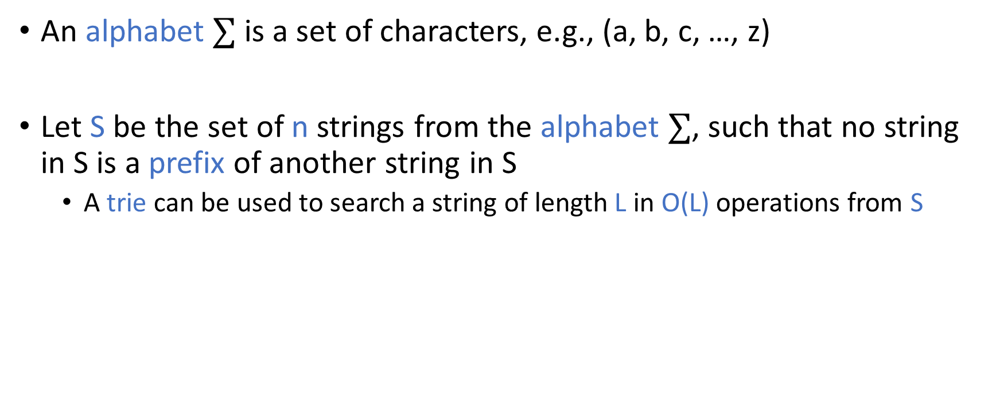 • An alphabet ∑ is a set of characters, e.g., (a, b, c, …, z)
• Let S be the set of n strings from the alphabet ∑, such that no string
in S is a prefix of another string in S
• A trie can be used to search a string of length L in O(L) operations from S